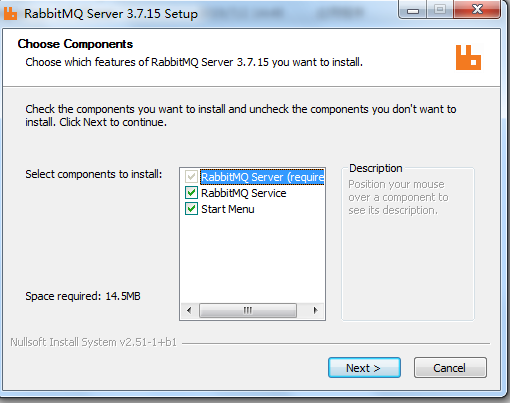 RabbitMQ Server 3.7.15 Setup
Choose Components
Choose which features of RabbitMQ Server 3.7.15 you want to install.
Check the components you want to install and uncheck the components you don't want to
install. Click Next to continue.
Select components to install:
RabbitMQ Server (require
RabbitMQ Service
Start Menu
Description
Position your mouse
over a component to
see its description.
Space required: 14.5MB
Nullsoft Install System v2.51-1+b1
Next >
Cancel